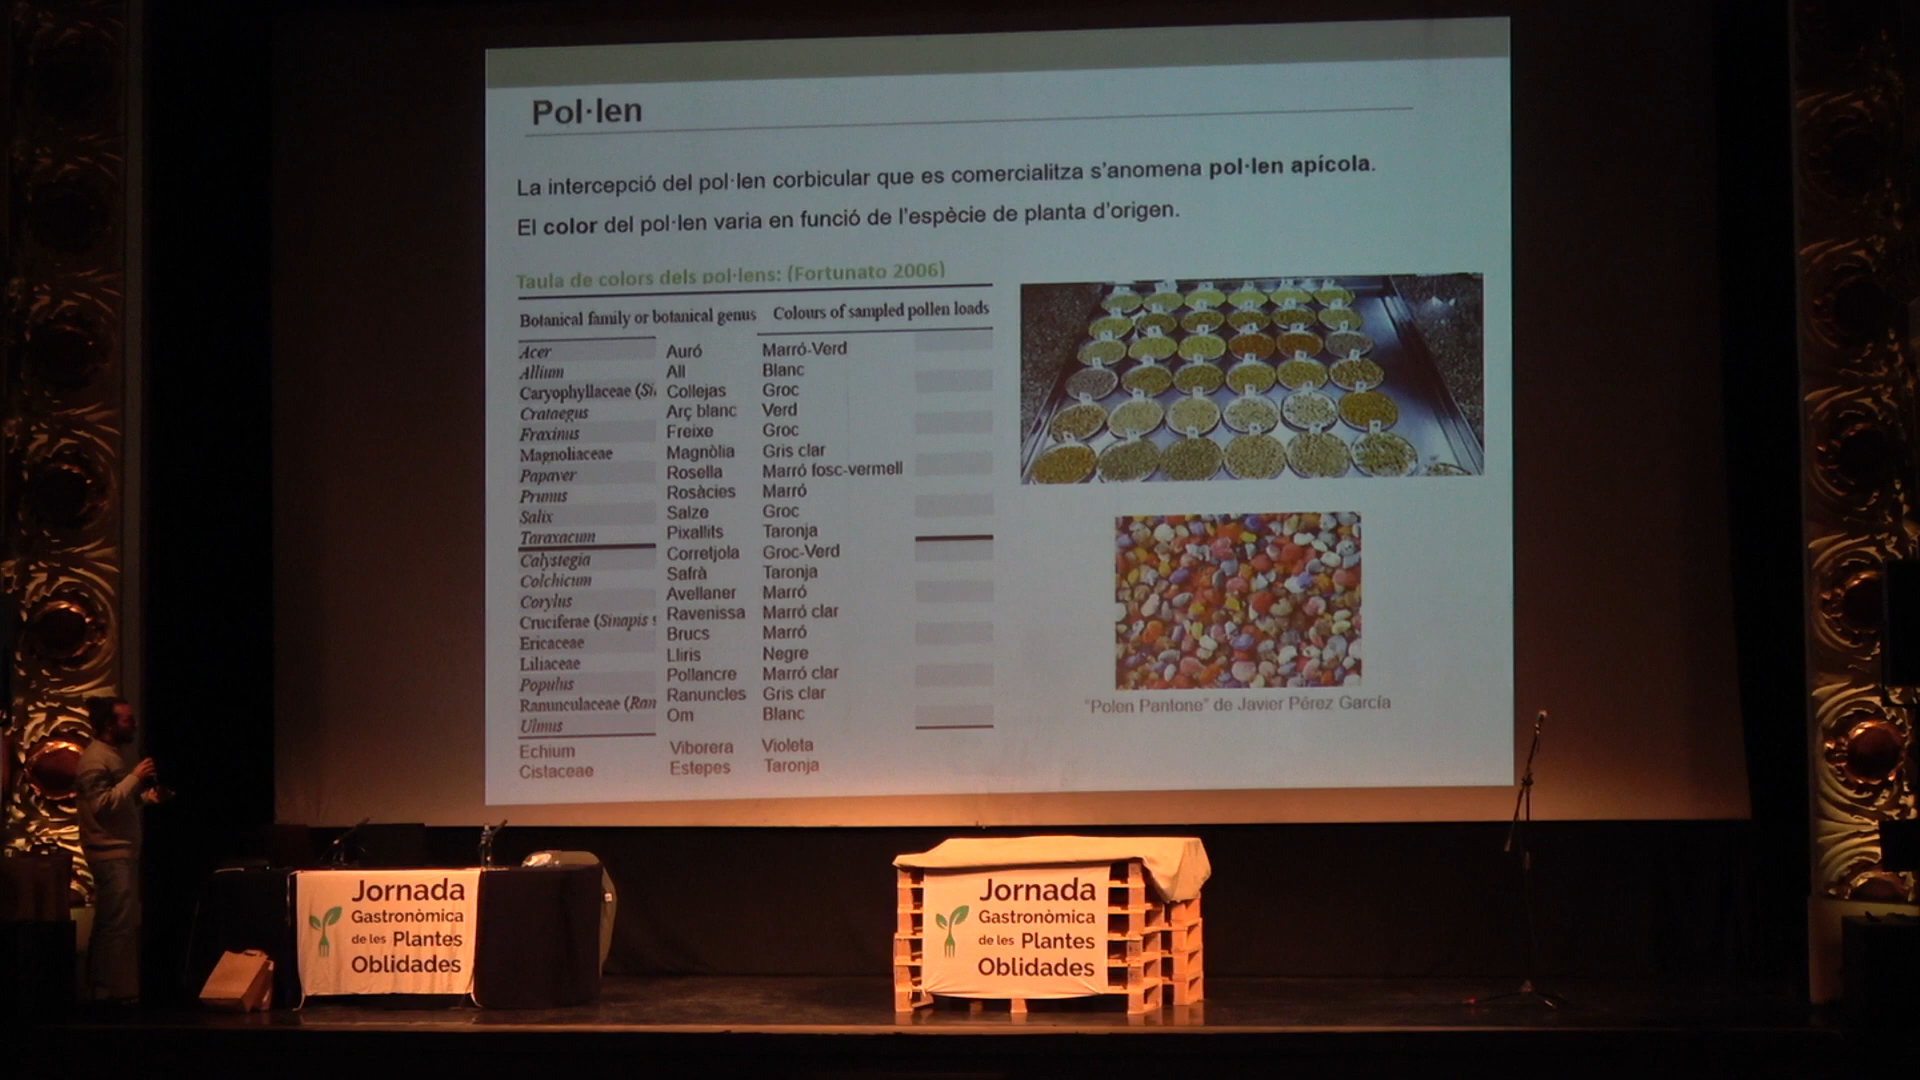 Pol·len
La intercepció del pol·len corbicular que es comercialitza s'anomena pol·len apícola.
El color del pol·len varia en funció de l'espècie de planta d'origen.
Taula de colors dels pol·lens: (Fortunato 2006)
Botanical family or botanical genus Colours of sampled pollen loads
Acer Auró Marró-Verd
Allium All Blanc
Caryophyllaceae (Si Collejas Groc
Crataegus Arç blanc Verd
Fraxinus Freixe Groc
Magnoliaceae Magnòlia Gris clar
Papaver Rosella Marró fosc-vermell
Prunus Rosàcies Marró
Salix Salze Groc
Taraxacum Pixallits Taronja
Calystegia Corretjola Groc-Verd
Colchicum Safrà Taronja
Corylus Avellaner Marró
Cruciferae (Sinapis s Ravenissa Marró clar
Ericaceae Brucs Marró
Liliaceae Lliris Negre
Populus Pollancre Marró clar
Ranunculaceae (Ran Ranuncles Gris clar
Ulmus Om Blanc
Echium Viborera Violeta
Cistaceae Estepes Taronja
"Polen Pantone" de Javier Pérez García
Jornada
Gastronòmica
de les Plantes
Oblidades
Jornada
Gastronòmica
de les Plantes
Oblidades